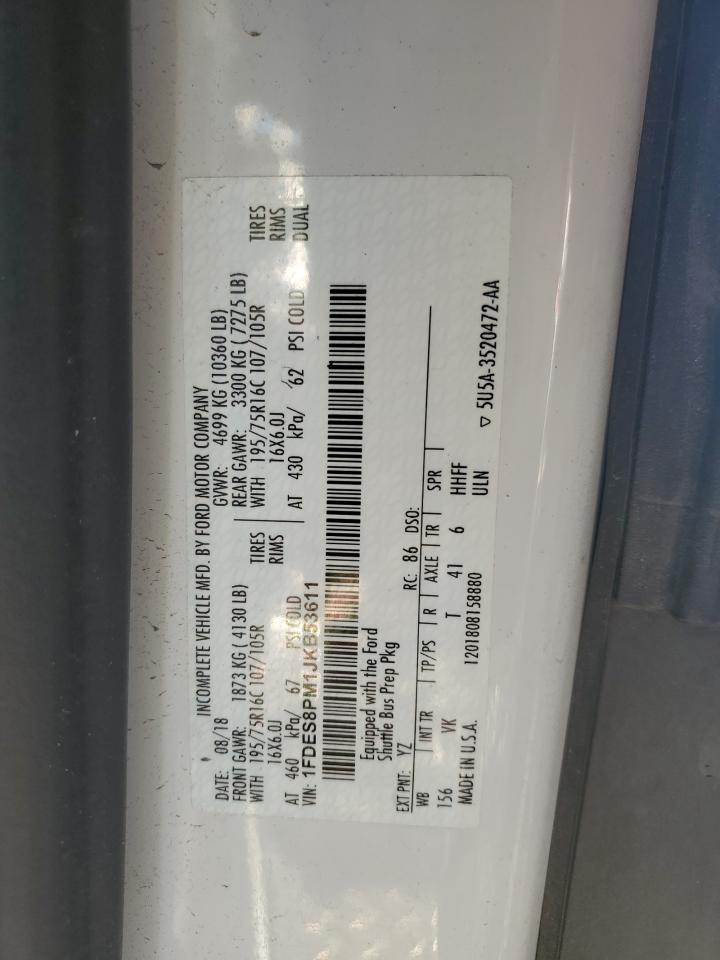 INCOMPLETE VEHICLE MFD. BY FORD MOTOR COMPANY
DATE: 08/18 GVWR: 4699 KG (10360 LB)
FRONT GAWR: 1873 KG ( 4130 LB) REAR GAWR: 3300 KG ( 7275 LB)
WITH 195/75R16C 107/105R TIRES WITH 195/75R16C 107/105R TIRES
16X6.0J RIMS 16X6.0J RIMS
AT 460 kPa/ 67 PSI COLD AT 430 kPa/ 62 PSI COLD DUAL
VIN: 1FDES8PM1JKB53611
Equipped with the Ford
Shuttle Bus Prep Pkg
EXT PNT: YZ RC: 86 DSO:
WB INT TR TP/PS R AXLE TR SPR
156 VK T 41 6 HHFF
MADE IN U.S.A. 1201808158880 ULN
▽ 5U5A-3520472-AA